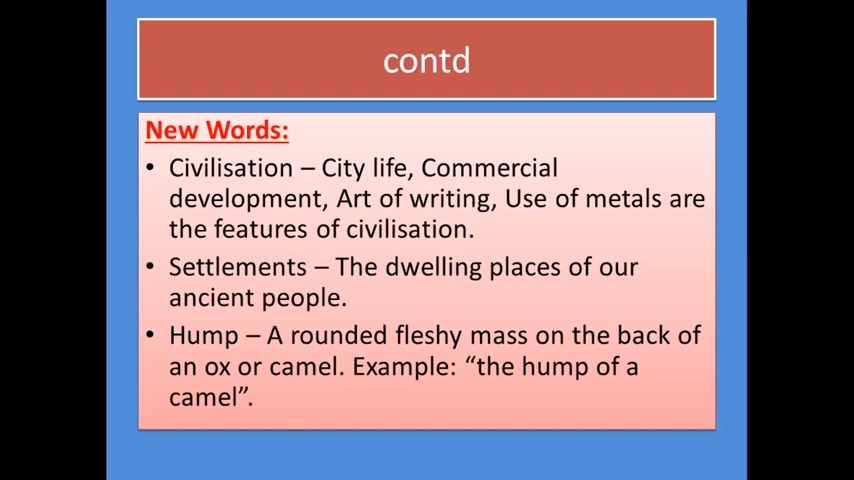 contd
New Words:
• Civilisation – City life, Commercial
development, Art of writing, Use of metals are
the features of civilisation.
• Settlements – The dwelling places of our
ancient people.
• Hump – A rounded fleshy mass on the back of
an ox or camel. Example: “the hump of a
camel”.